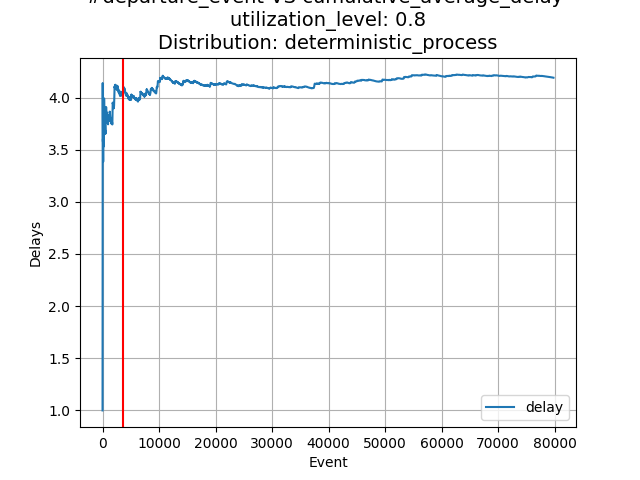 #departure_event VS cumulative_average_delay
utilization_level: 0.8
Distribution: deterministic_process
4.0
3.5
3.0
2.5
2.0
1.5
1.0
Delays
delay
0 10000 20000 30000 40000 50000 60000 70000 80000
Event